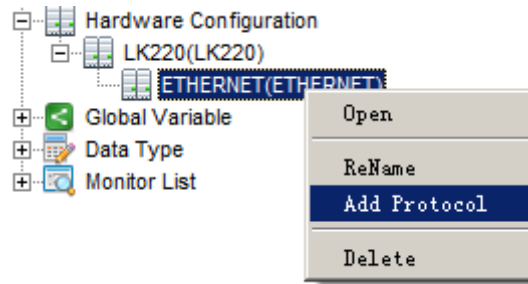 Hardware Configuration
LK220(LK220)
ETHERNET(ETHERNET)
Global Variable
Data Type
Monitor List
Open
ReName
Add Protocol
Delete